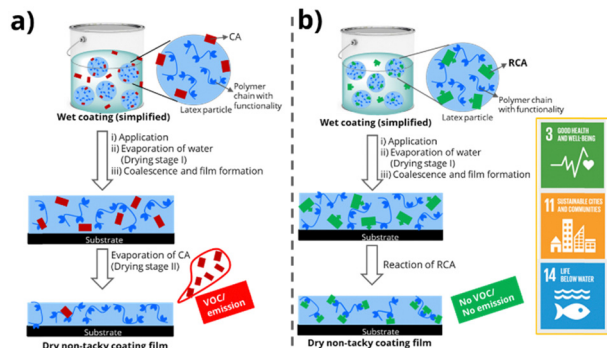 a)
CA
Polymer
chain with
functionality
Latex particle
Wet coating (simplified)
i) Application
ii) Evaporation of water
(Drying stage I)
iii) Coalescence and film formation
Substrate
Evaporation of CA
(Drying stage II)
VOC/
emission
Substrate
Dry non-tacky coating film
b)
RCA
Polymer chain
with functionality
Latex particle
Wet coating (simplified)
i) Application
ii) Evaporation of water
(Drying stage I)
iii) Coalescence and film formation
Substrate
Reaction of RCA
No VOC/
No emission
Substrate
Dry non-tacky coating film
3 GOOD HEALTH
AND WELL-BEING
11 SUSTAINABLE CITIES
AND COMMUNITIES
14 LIFE
BELOW WATER